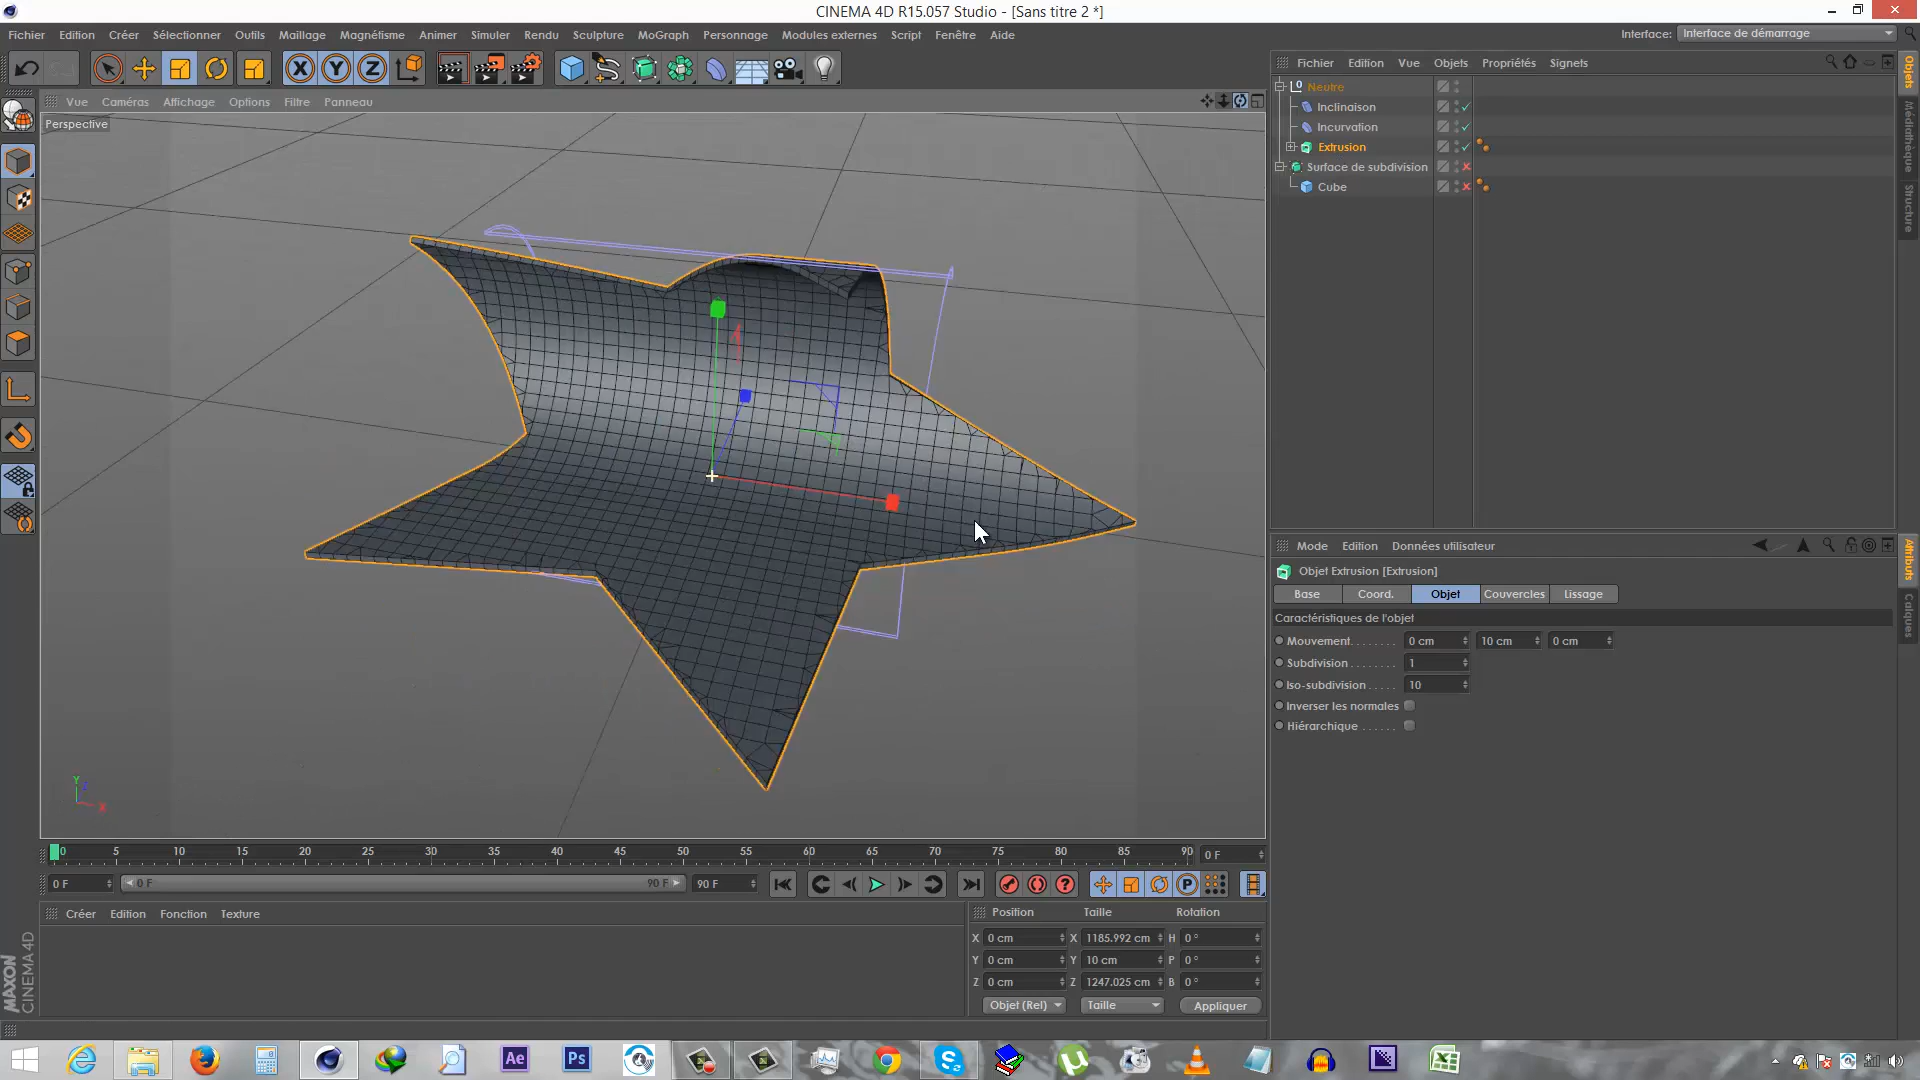 CINEMA 4D R15.057 Studio - [Sans titre 2 *]
Fichier Edition Créer Sélectionner Outils Maillage Magnétisme Animer Simuler Rendu Sculpture MoGraph Personnage Modules externes Script Fenêtre Aide
Interface: Interface de démarrage
X Y Z
Vue Caméras Affichage Options Filtre Panneau
Perspective
Fichier Edition Vue Objets Propriétés Signets
Neutre
Inclinaison
Incurvation
Extrusion
Surface de subdivision
Cube
Objets
Médiathèque
Structure
Mode Edition Données utilisateur
Objet Extrusion [Extrusion]
Base Coord. Objet Couvercles Lissage
Caractéristiques de l'objet
Mouvement........ 0 cm 10 cm 0 cm
Subdivision........ 1
Iso-subdivision..... 10
Inverser les normales
Hiérarchique ......
Attributs
Calques
Y Z X
0 5 10 15 20 25 30 35 40 45 50 55 60 65 70 75 80 85 90 0 F
0 F 0 F 90 F 90 F
P
Créer Edition Fonction Texture
Position Taille Rotation
X 0 cm X 1185.992 cm H 0 °
Y 0 cm Y 10 cm P 0 °
Z 0 cm Z 1247.025 cm B 0 °
Objet (Rel) Taille Appliquer
MAXON
CINEMA 4D
Ae Ps